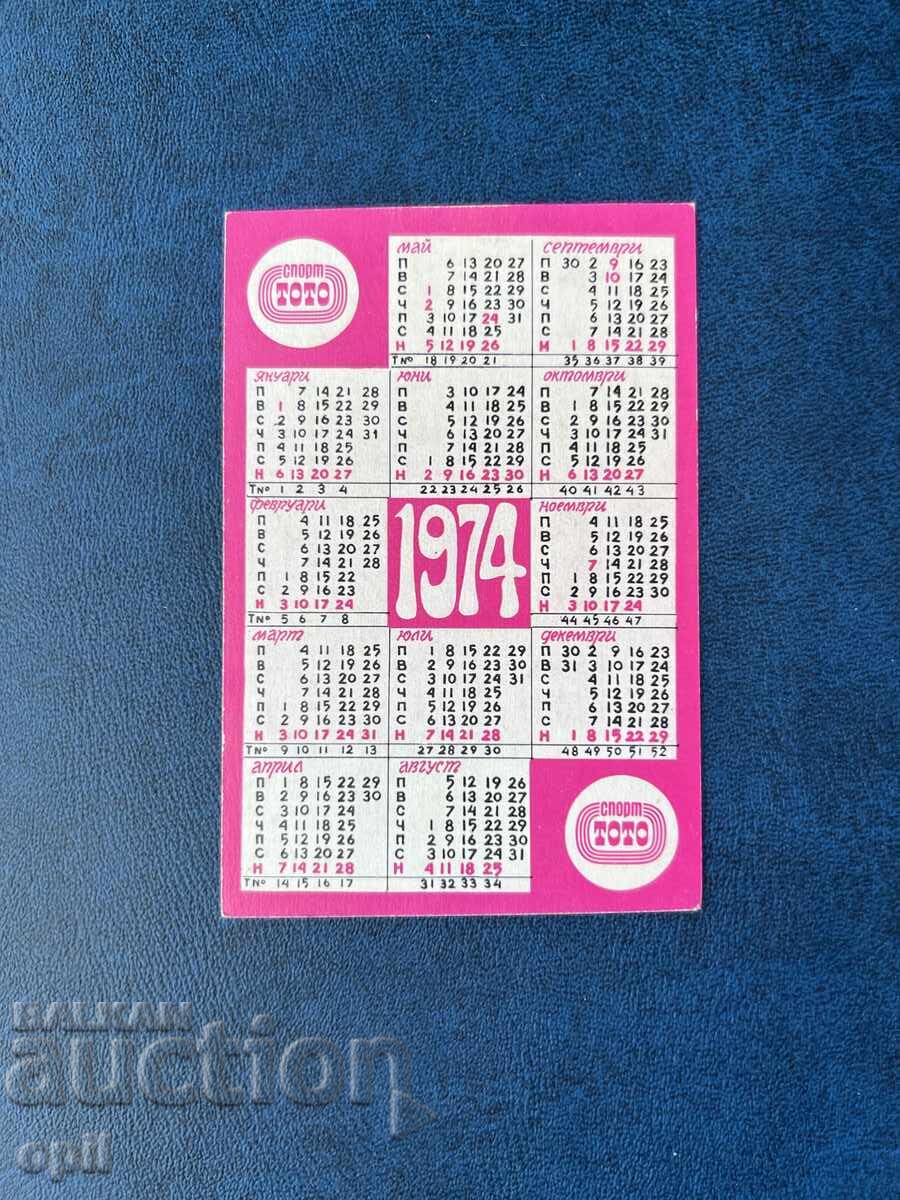 спорт
ТОТО
май
П 6 13 20 27
В 7 14 21 28
С 1 8 15 22 29
Ч 2 9 16 23 30
П 3 10 17 24 31
С 4 11 18 25
Н 5 12 19 26
Т№ 18 19 20 21
септември
П 30 2 9 16 23
В 3 10 17 24
С 4 11 18 25
Ч 5 12 19 26
П 6 13 20 27
С 7 14 21 28
Н 1 8 15 22 29
35 36 37 38 39
януари
П 7 14 21 28
В 1 8 15 22 29
С 2 9 16 23 30
Ч 3 10 17 24 31
П 4 11 18 25
С 5 12 19 26
Н 6 13 20 27
Т№ 1 2 3 4
юни
П 3 10 17 24
В 4 11 18 25
С 5 12 19 26
Ч 6 13 20 27
П 7 14 21 28
С 1 8 15 22 29
Н 2 9 16 23 30
22 23 24 25 26
октомври
П 7 14 21 28
В 1 8 15 22 29
С 2 9 16 23 30
Ч 3 10 17 24 31
П 4 11 18 25
С 5 12 19 26
Н 6 13 20 27
40 41 42 43
февруари
П 4 11 18 25
В 5 12 19 26
С 6 13 20 27
Ч 7 14 21 28
П 1 8 15 22
С 2 9 16 23
Н 3 10 17 24
Т№ 5 6 7 8
1974
ноември
П 4 11 18 25
В 5 12 19 26
С 6 13 20 27
Ч 7 14 21 28
П 1 8 15 22 29
С 2 9 16 23 30
Н 3 10 17 24
44 45 46 47
март
П 4 11 18 25
В 5 12 19 26
С 6 13 20 27
Ч 7 14 21 28
П 1 8 15 22 29
С 2 9 16 23 30
Н 3 10 17 24 31
Т№ 9 10 11 12 13
юли
П 1 8 15 22 29
В 2 9 16 23 30
С 3 10 17 24 31
Ч 4 11 18 25
П 5 12 19 26
С 6 13 20 27
Н 7 14 21 28
27 28 29 30
декември
П 30 2 9 16 23
В 31 3 10 17 24
С 4 11 18 25
Ч 5 12 19 26
П 6 13 20 27
С 7 14 21 28
Н 1 8 15 22 29
48 49 50 51 52
април
П 1 8 15 22 29
В 2 9 16 23 30
С 3 10 17 24
Ч 4 11 18 25
П 5 12 19 26
С 6 13 20 27
Н 7 14 21 28
Т№ 14 15 16 17
август
П 5 12 19 26
В 6 13 20 27
С 7 14 21 28
Ч 1 8 15 22 29
П 2 9 16 23 30
С 3 10 17 24 31
Н 4 11 18 25
31 32 33 34
спорт
ТОТО
BALKAN
auction
opil